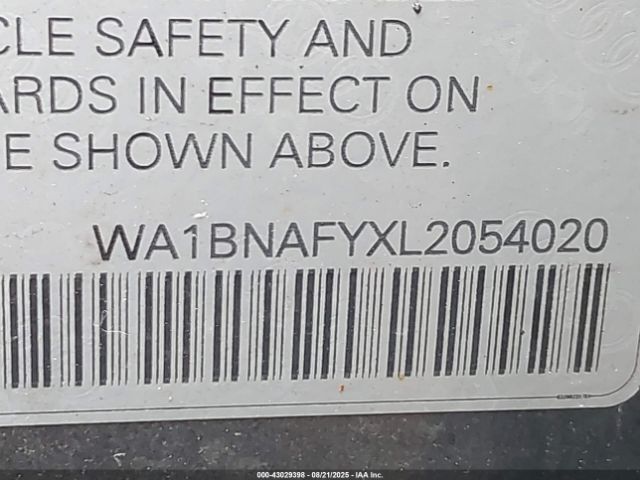 CLE SAFETY AND
ARDS IN EFFECT ON
E SHOWN ABOVE.
WA1BNAFYXL2054020
000-43029398 - 08/21/2025 - IAA Inc.